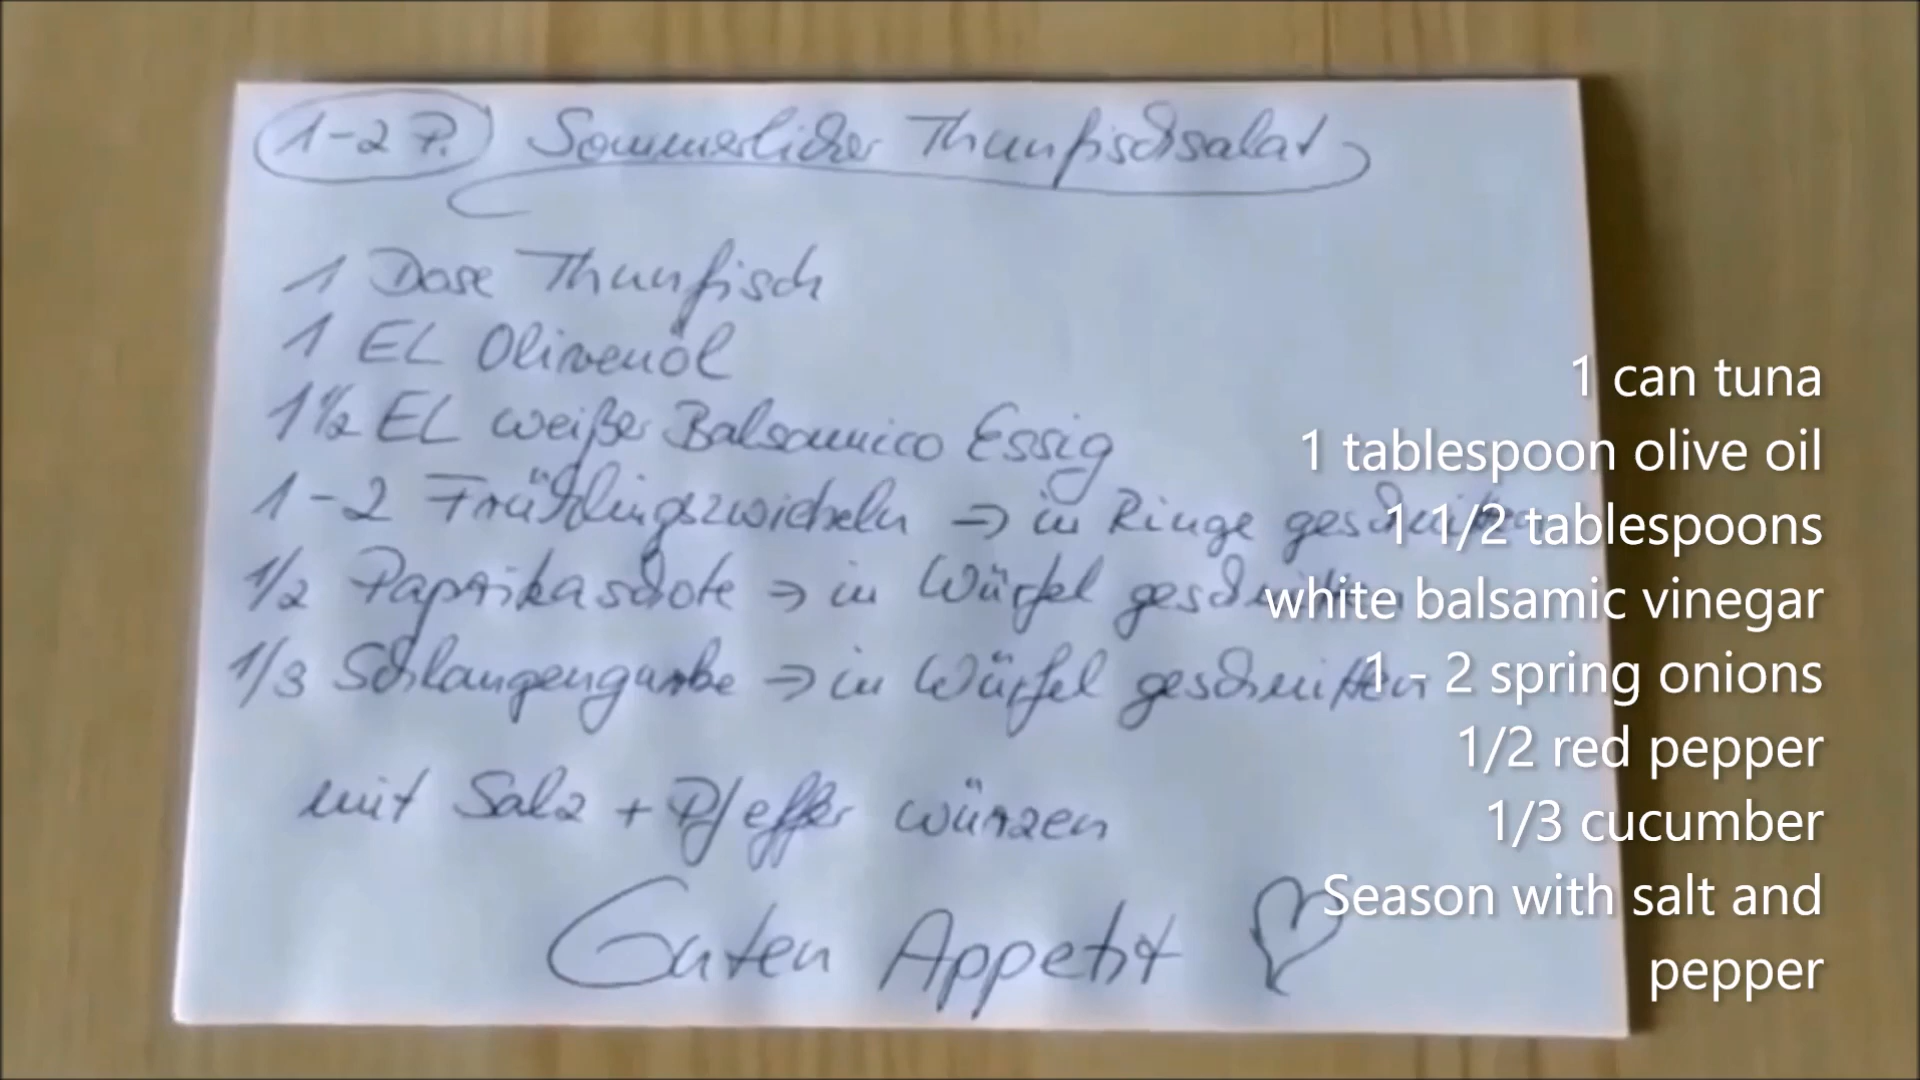 1-2 P. Sommerlicher Thunfischsalat
1 Dose Thunfisch
1 EL Olivenöl
1½ EL weißer Balsamico Essig
1-2 Frühlingszwiebeln => in Ringe geschnitten
1/2 Paprikaschote => in Würfel geschnitten
1/3 Schlangengurke => in Würfel geschnitten
mit Salz + Pfeffer würzen
Guten Appetit
1 can tuna
1 tablespoon olive oil
1 1/2 tablespoons
white balsamic vinegar
1 - 2 spring onions
1/2 red pepper
1/3 cucumber
Season with salt and
pepper